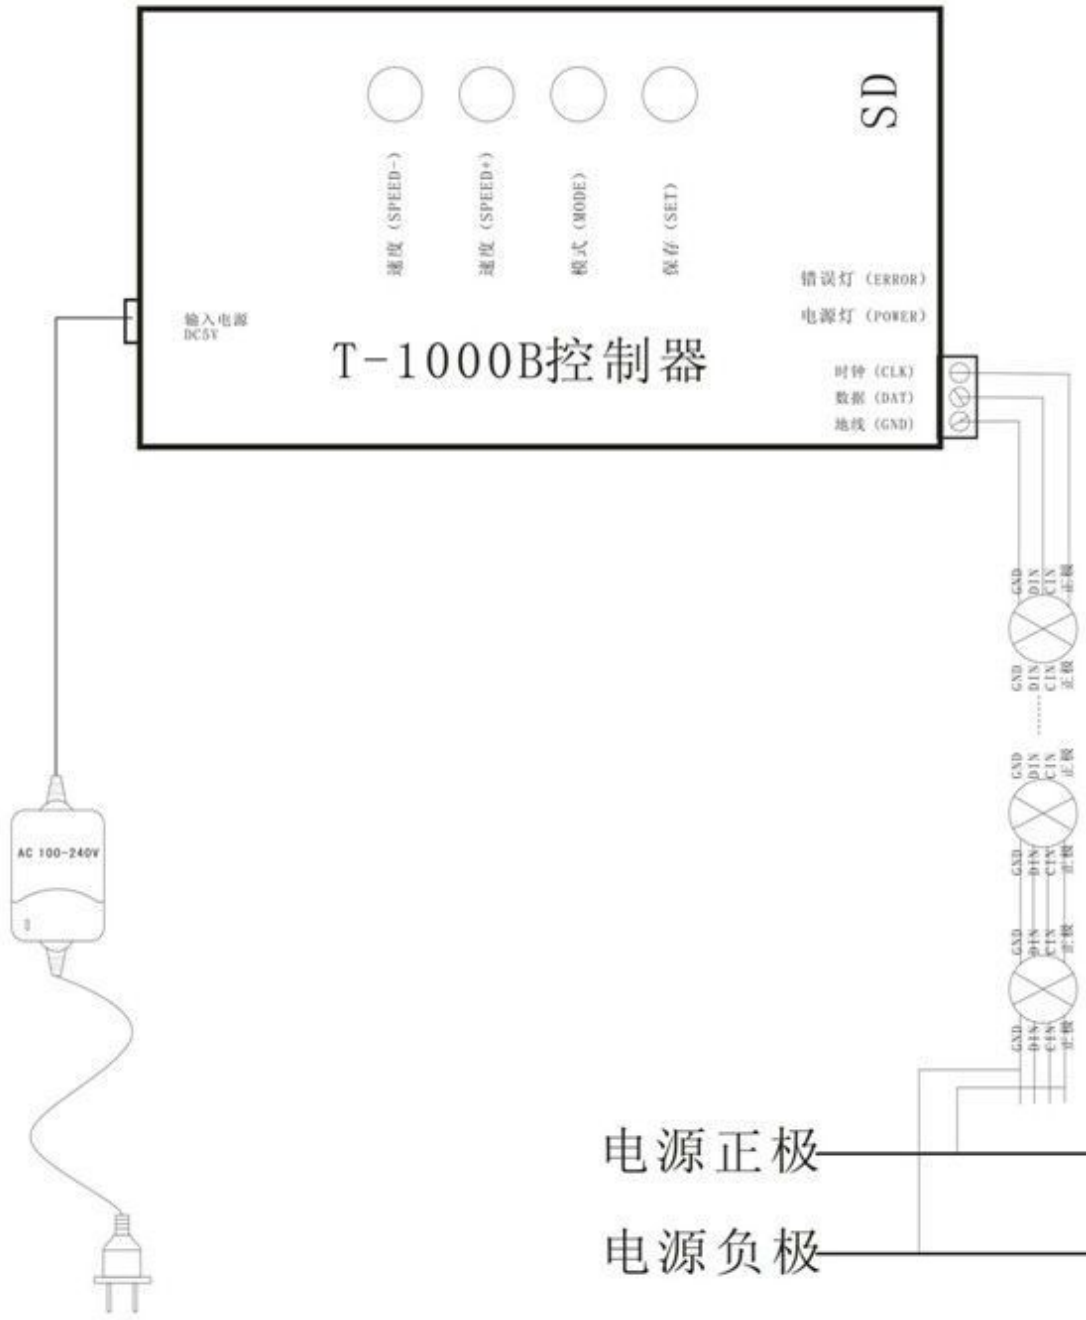 SD
速度（SPEED-）
速度（SPEED+）
模式（MODE）
保存（SET）
错误灯（ERROR）
电源灯（POWER）
输入电源
DC5V
T-1000B控制器
时钟（CLK）
数据（DAT）
地线（GND）
GND
DIN
CIN
正极
GND
DIN
CIN
正极
GND
DIN
CIN
正极
AC 100-240V
GND
DIN
CIN
正极
GND
DIN
CIN
正极
GND
DIN
CIN
正极
电源正极
电源负极